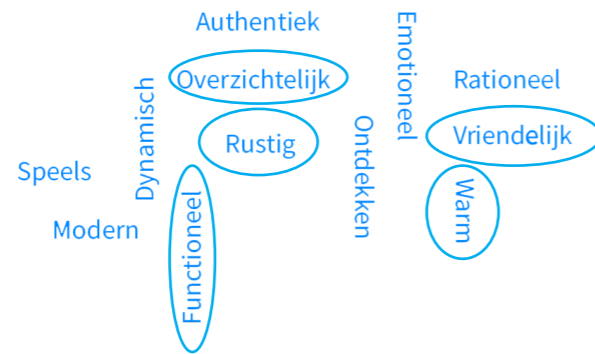 Authentiek
Emotioneel
Overzichtelijk
Rationeel
Dynamisch
Rustig
Ontdekken
Vriendelijk
Speels
Warm
Modern
Functioneel